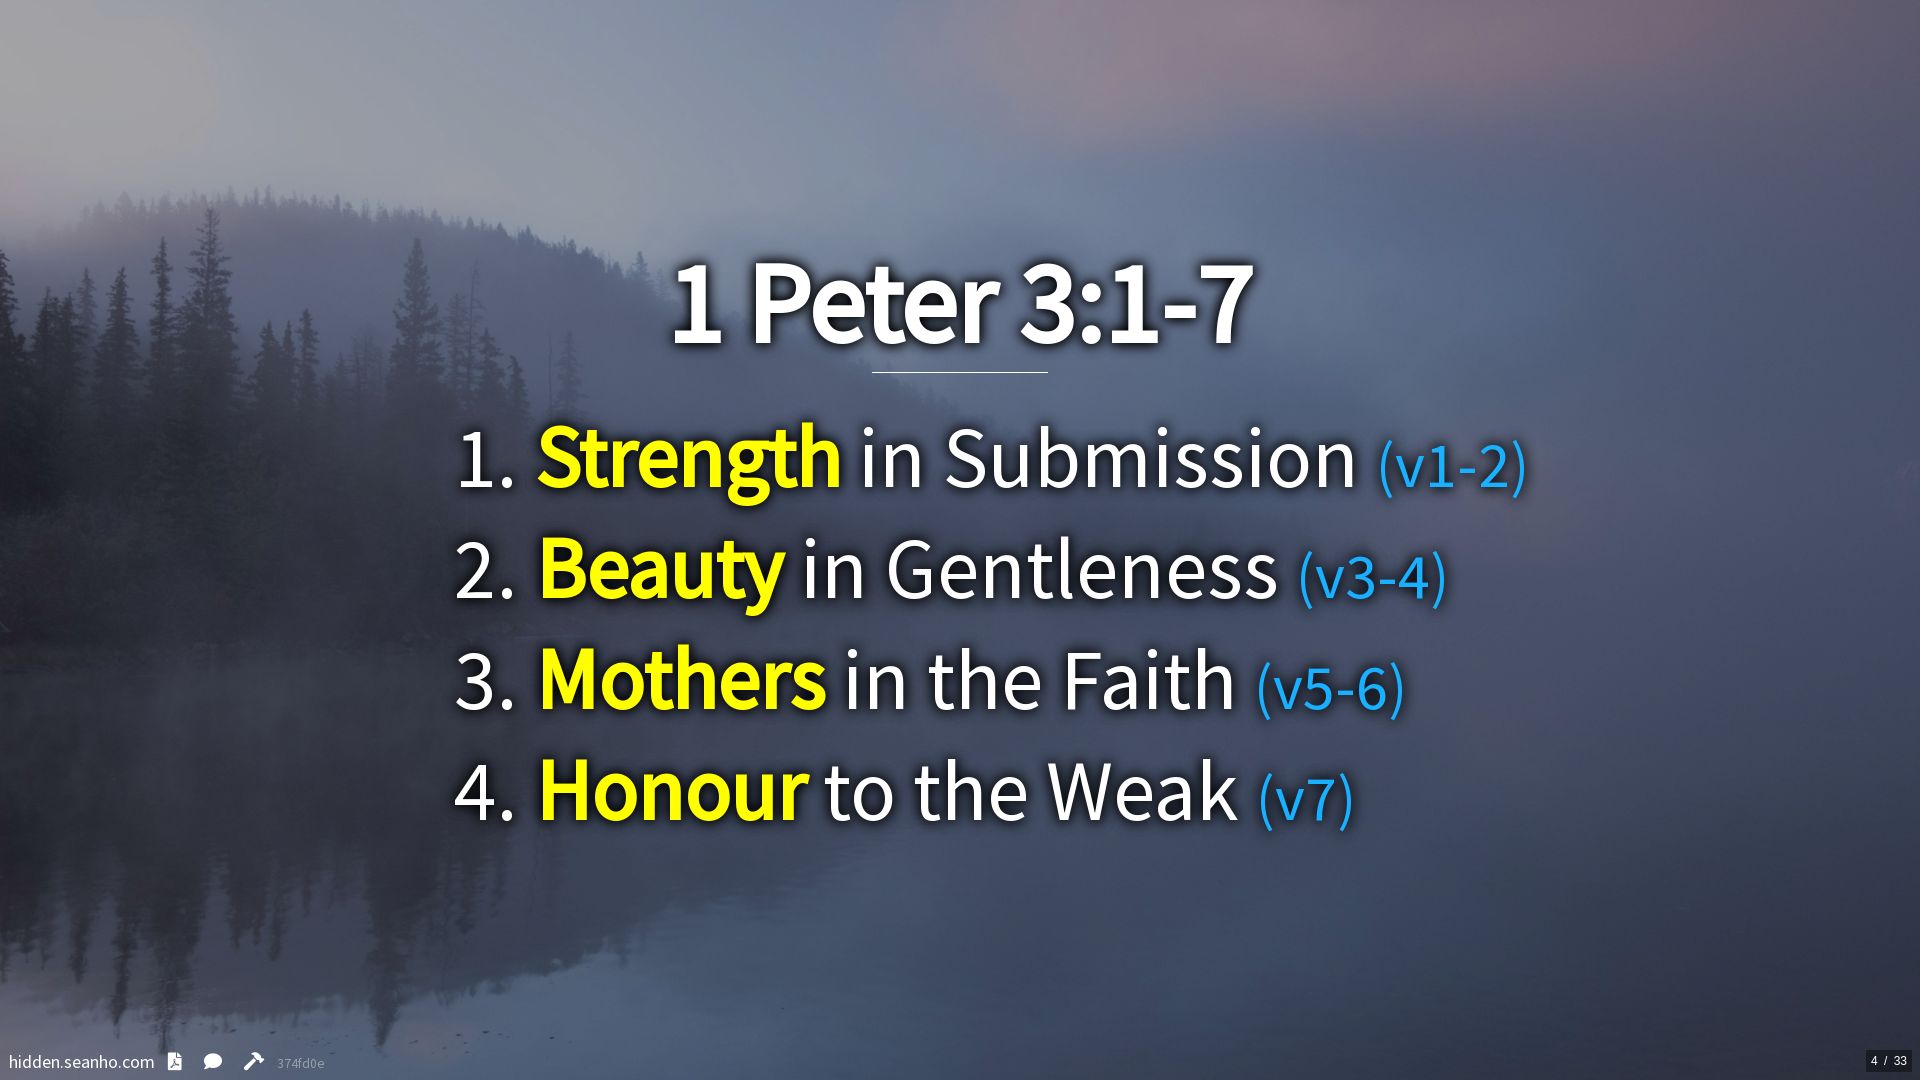 1 Peter 3:1-7
1. Strength in Submission (v1-2)
2. Beauty in Gentleness (v3-4)
3. Mothers in the Faith (v5-6)
4. Honour to the Weak (v7)
hidden.seanho.com 374fd0e
4 / 33